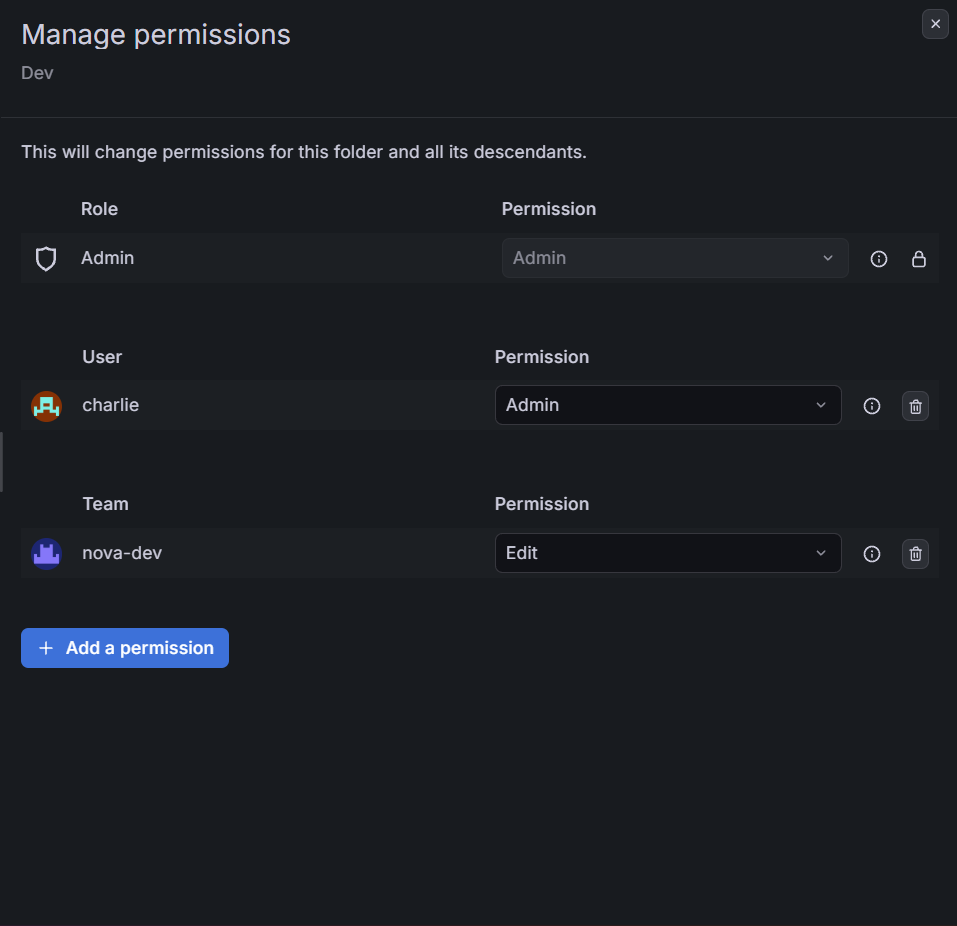 Manage permissions
Dev
This will change permissions for this folder and all its descendants.
Role Permission
Admin Admin
User Permission
charlie Admin
Team Permission
nova-dev Edit
Add a permission